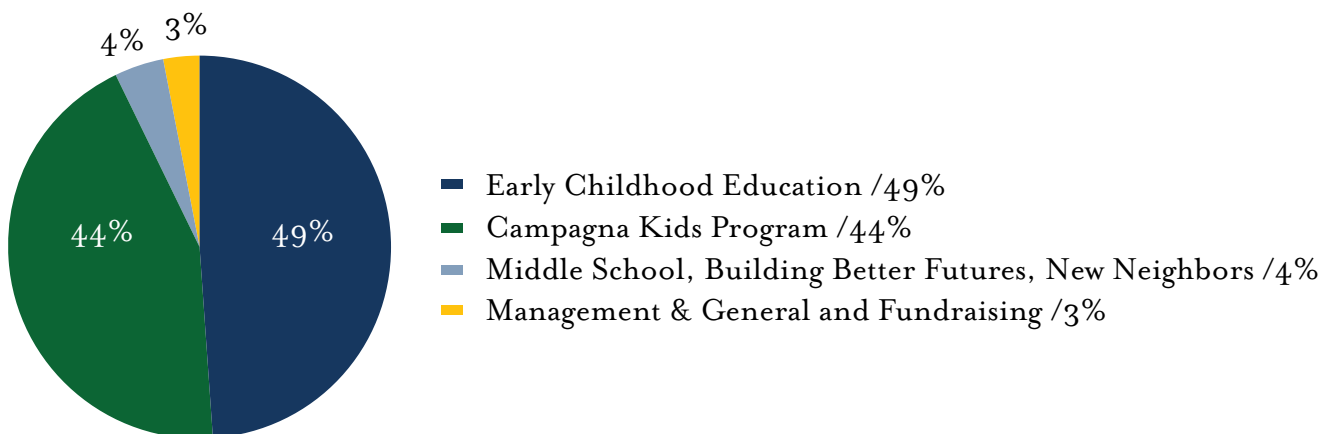 4% 3%
44% 49%
Early Childhood Education /49%
Campagna Kids Program /44%
Middle School, Building Better Futures, New Neighbors /4%
Management & General and Fundraising /3%